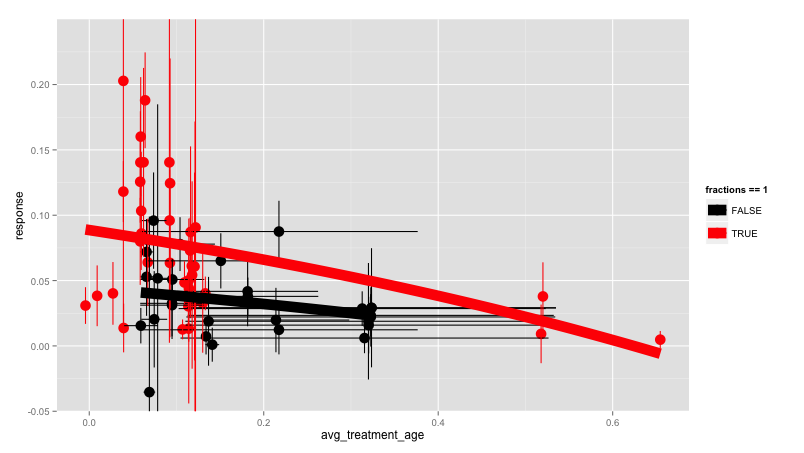 0.20
0.15
0.10
0.05
0.00
-0.05
response
0.0
0.2
0.4
0.6
avg_treatment_age
fractions == 1
FALSE
TRUE